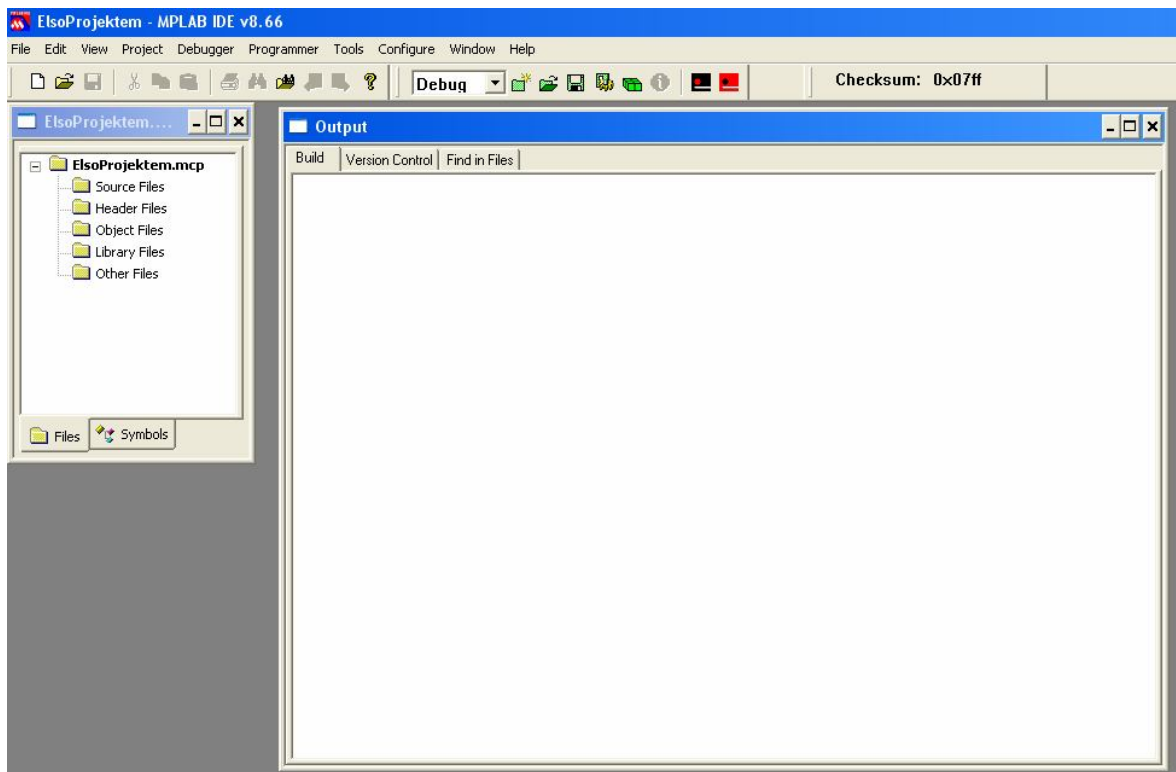 ElsoProjektem - MPLAB IDE v8.66
File Edit View Project Debugger Programmer Tools Configure Window Help
Debug Checksum: 0x07ff
ElsoProjektem....
ElsoProjektem.mcp
Source Files
Header Files
Object Files
Library Files
Other Files
Files Symbols
Output
Build Version Control Find in Files